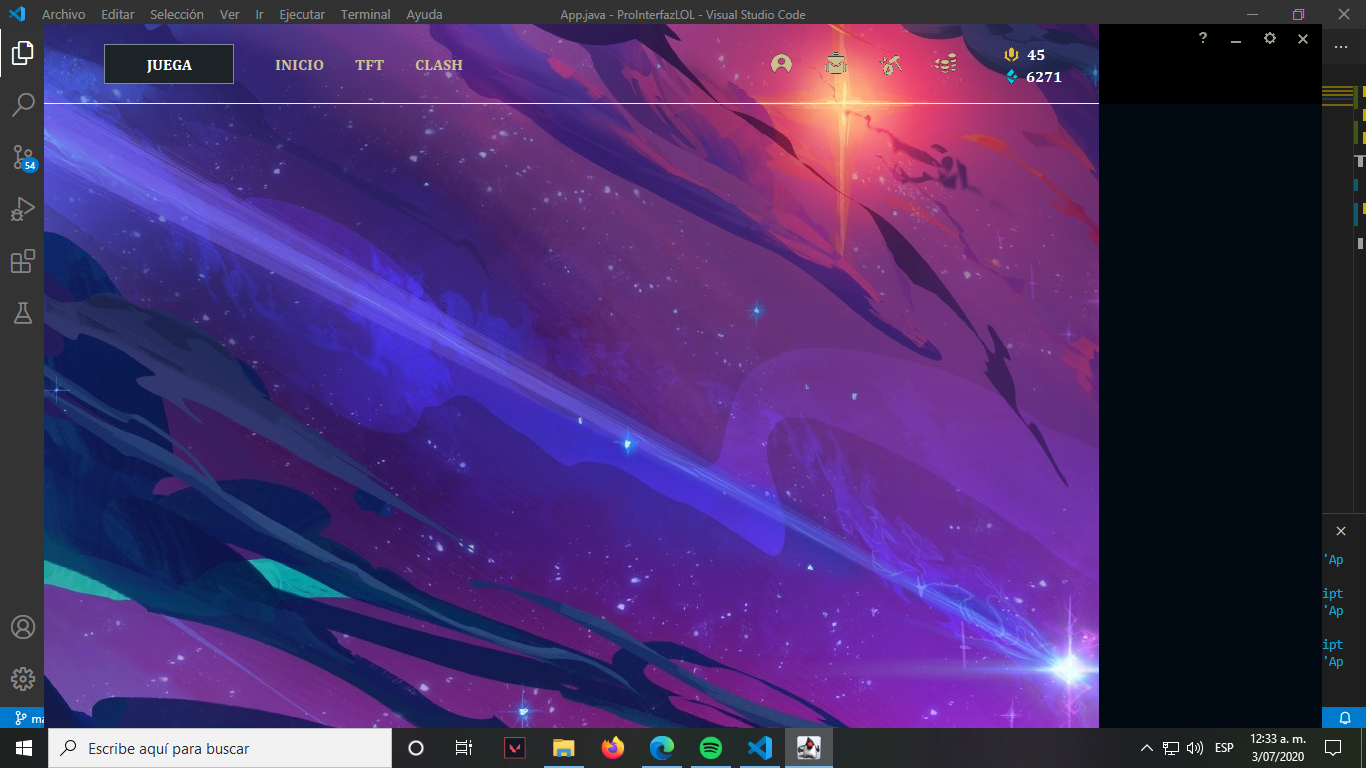 Archivo Editar Selección Ver Ir Ejecutar Terminal Ayuda App.java - ProInterfazLOL - Visual Studio Code
JUEGA INICIO TFT CLASH 45
6271
?
54
'Ap
ipt
'Ap
ipt
'Ap
ma
Escribe aquí para buscar
ESP
12:33 a. m.
3/07/2020